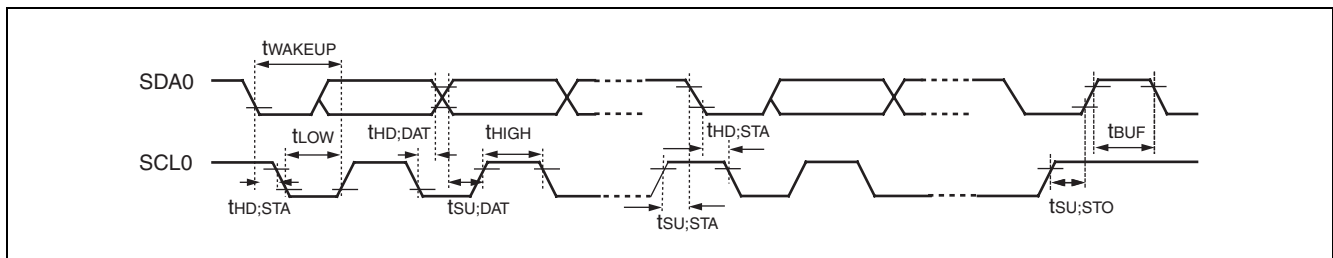 tWAKEUP
SDA0
tLOW
tHD;DAT
tHIGH
tHD;STA
tBUF
SCL0
tHD;STA
tSU;DAT
tSU;STA
tSU;STO